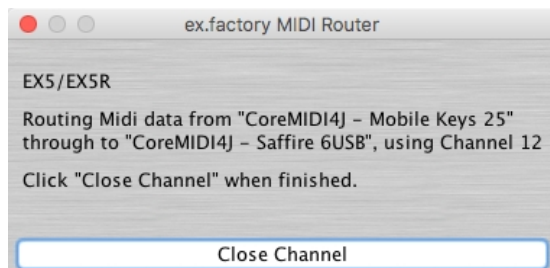 ex.factory MIDI Router
EX5/EX5R
Routing Midi data from "CoreMIDI4J - Mobile Keys 25"
through to "CoreMIDI4J - Saffire 6USB", using Channel 12
Click "Close Channel" when finished.
Close Channel